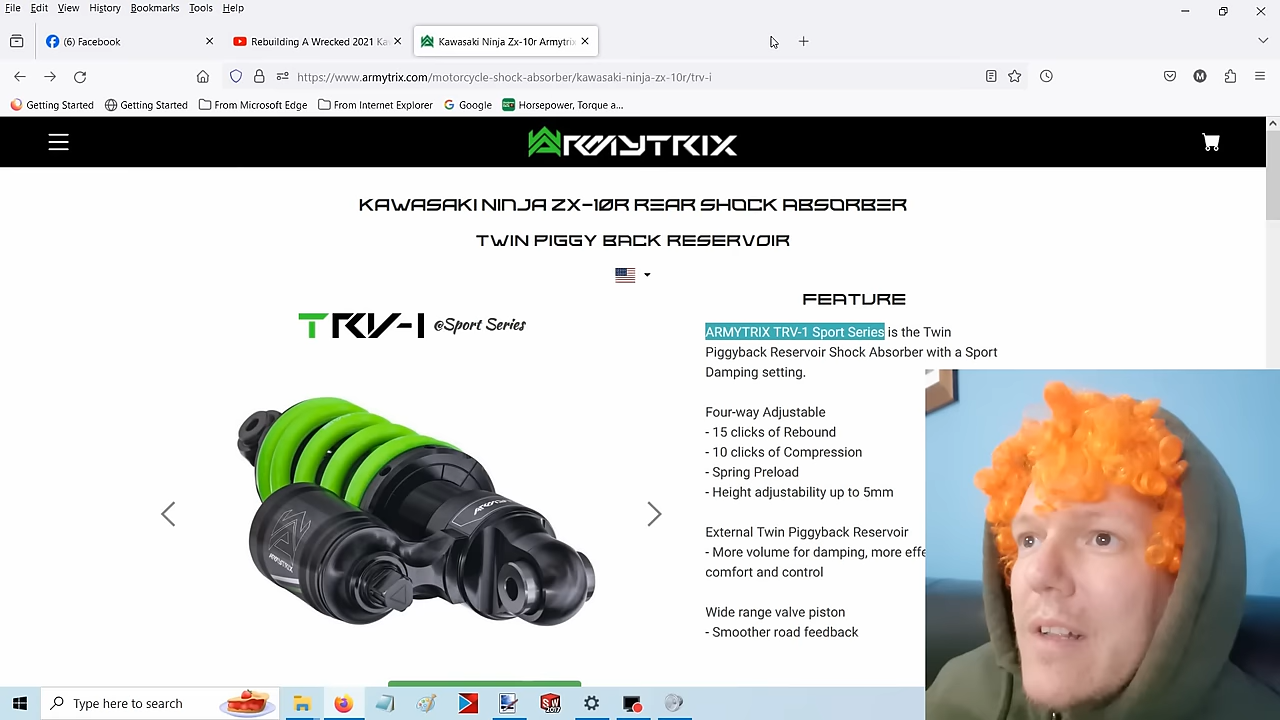 File Edit View History Bookmarks Tools Help
(6) Facebook
Rebuilding A Wrecked 2021 Ka
Kawasaki Ninja Zx-10r Armytri
https://www.armytrix.com/motorcycle-shock-absorber/kawasaki-ninja-zx-10r/trv-i
M
Getting Started Getting Started From Microsoft Edge From Internet Explorer Google Horsepower, Torque a...
ARMYTRIX
KAWASAKI NINJA ZX-10R REAR SHOCK ABSORBER
TWIN PIGGY BACK RESERVOIR
TRV-I @Sport Series
FEATURE
ARMYTRIX TRV-1 Sport Series is the Twin
Piggyback Reservoir Shock Absorber with a Sport
Damping setting.
Four-way Adjustable
- 15 clicks of Rebound
- 10 clicks of Compression
- Spring Preload
- Height adjustability up to 5mm
External Twin Piggyback Reservoir
- More volume for damping, more effe
comfort and control
Wide range valve piston
- Smoother road feedback
ARMYTRIX
Type here to search